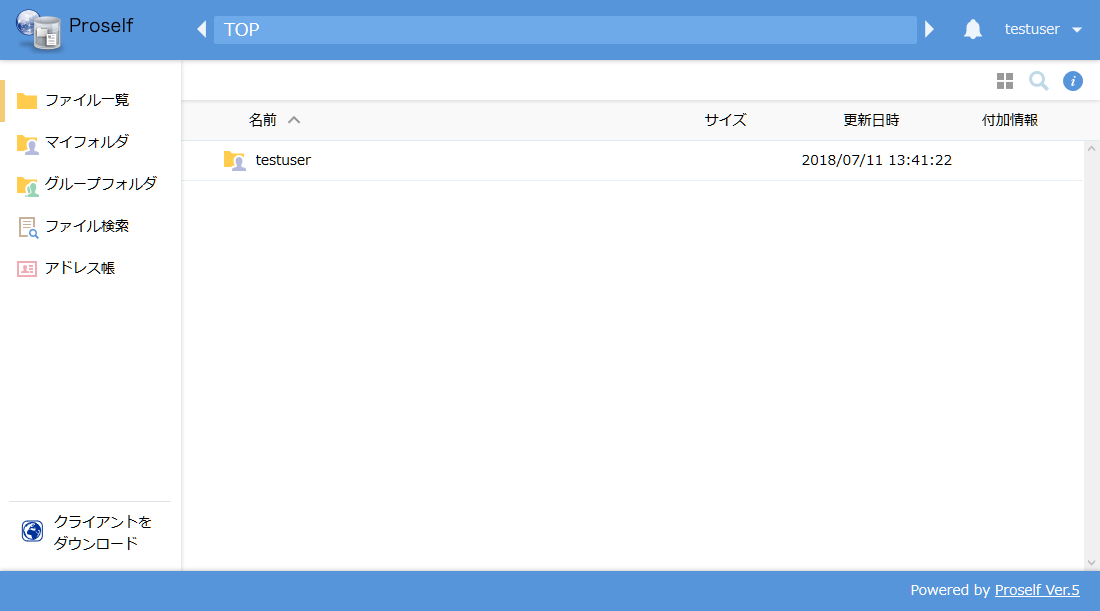 Proself
TOP
testuser
ファイル一覧
マイフォルダ
グループフォルダ
ファイル検索
アドレス帳
名前 サイズ 更新日時 付加情報
testuser 2018/07/11 13:41:22
クライアントを
ダウンロード
Powered by Proself Ver.5